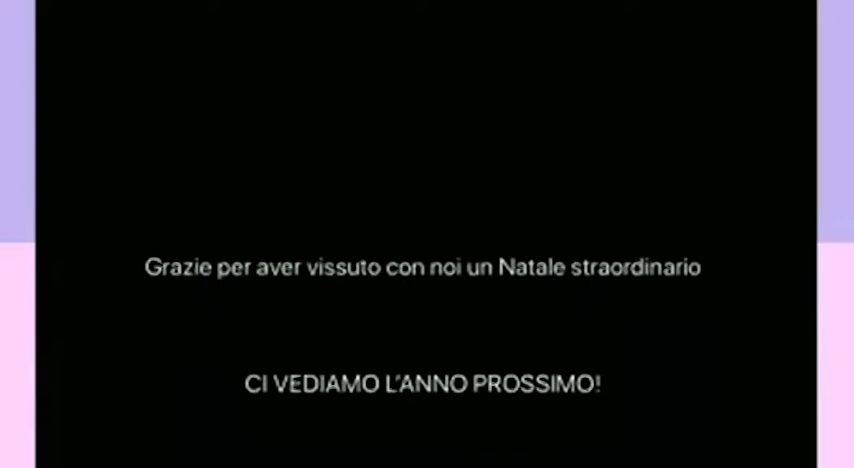 Grazie per aver vissuto con noi un Natale straordinario
CI VEDIAMO L'ANNO PROSSIMO!